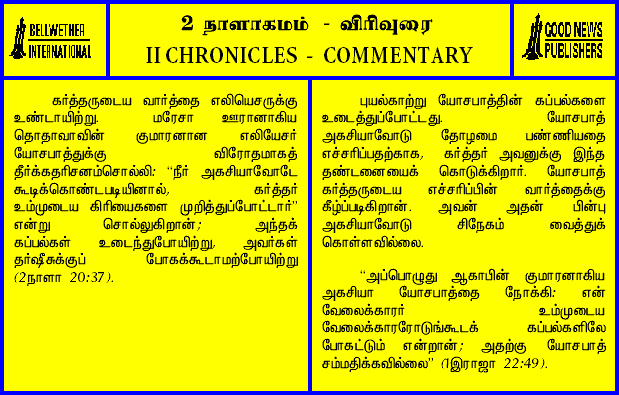 BELLWETHER
INTERNATIONAL
2 நாளாகமம் - விரிவுரை
II CHRONICLES - COMMENTARY
GOOD NEWS
PUBLISHERS
கர்த்தருடைய வார்த்தை எலியெசருக்கு
உண்டாயிற்று. மரேசா ஊரானாகிய
தொதாவாவின் குமாரனான எலியேசர்
யோசபாத்துக்கு விரோதமாகத்
தீர்க்கதரிசனம்சொல்லி: “நீர் அகசியாவோடே
கூடிக்கொண்டபடியினால், கர்த்தர்
உம்முடைய கிரியைகளை முறித்துப்போட்டார்”
என்று சொல்லுகிறான்; அந்தக்
கப்பல்கள் உடைந்துபோயிற்று, அவர்கள்
தர்ஷீசுக்குப் போகக்கூடாமற்போயிற்று
(2நாளா 20:37).
புயல்காற்று யோசபாத்தின் கப்பல்களை
உடைத்துப்போட்டது. யோசபாத்
அகசியாவோடு தோழமை பண்ணியதை
எச்சரிப்பதற்காக, கர்த்தர் அவனுக்கு இந்த
தண்டனையைக் கொடுக்கிறார். யோசபாத்
கர்த்தருடைய எச்சரிப்பின் வார்த்தைக்கு
கீழ்ப்படிகிறான். அவன் அதன் பின்பு
அகசியாவோடு சிநேகம் வைத்துக்
கொள்ளவில்லை.
“அப்பொழுது ஆகாபின் குமாரனாகிய
அகசியா யோசபாத்தை நோக்கி: என்
வேலைக்காரர் உம்முடைய
வேலைக்காரரோடுங்கூடக் கப்பல்களிலே
போகட்டும் என்றான்; அதற்கு யோசபாத்
சம்மதிக்கவில்லை” (1இராஜா 22:49).